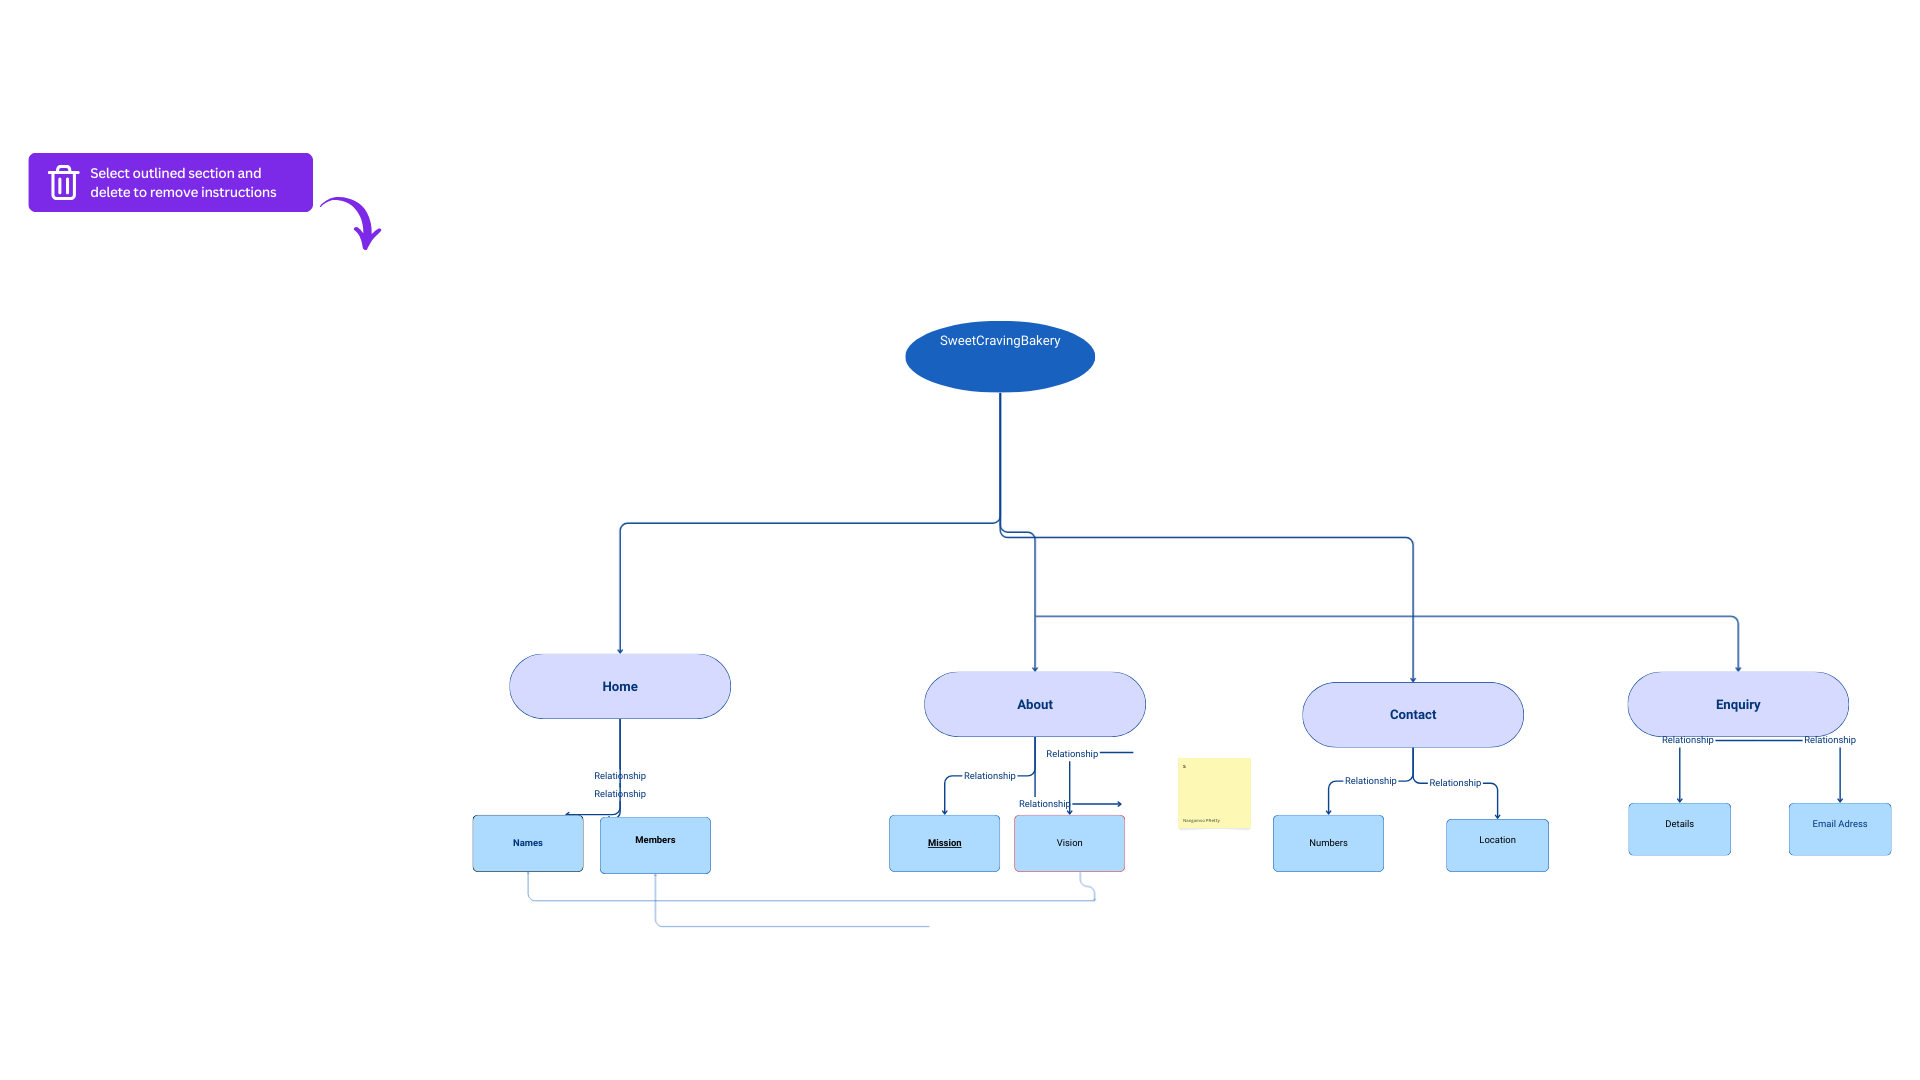 Select outlined section and
delete to remove instructions
SweetCravingBakery
Home
About
Contact
Enquiry
Relationship
Relationship
Names
Members
Relationship
Relationship
Relationship
Mission
Vision
s
Relationship
Relationship
Numbers
Location
Relationship
Relationship
Details
Email Adress